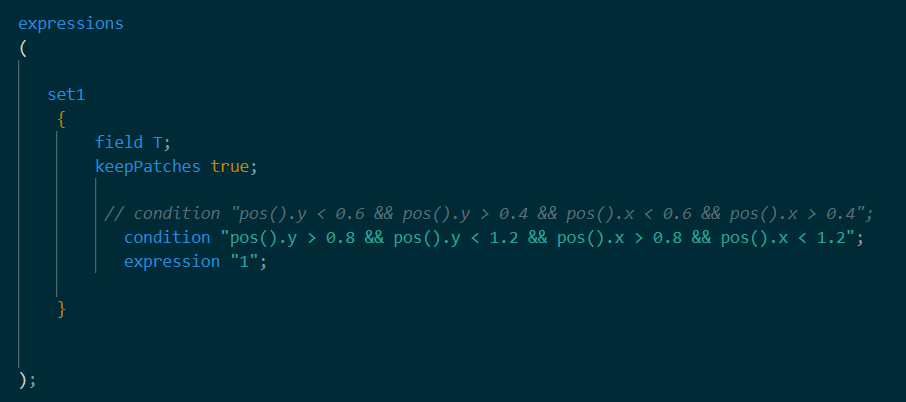 expressions
(
set1
{
field T;
keepPatches true;
// condition "pos().y < 0.6 && pos().y > 0.4 && pos().x < 0.6 && pos().x > 0.4";
condition "pos().y > 0.8 && pos().y < 1.2 && pos().x > 0.8 && pos().x < 1.2";
expression "1";
}
);